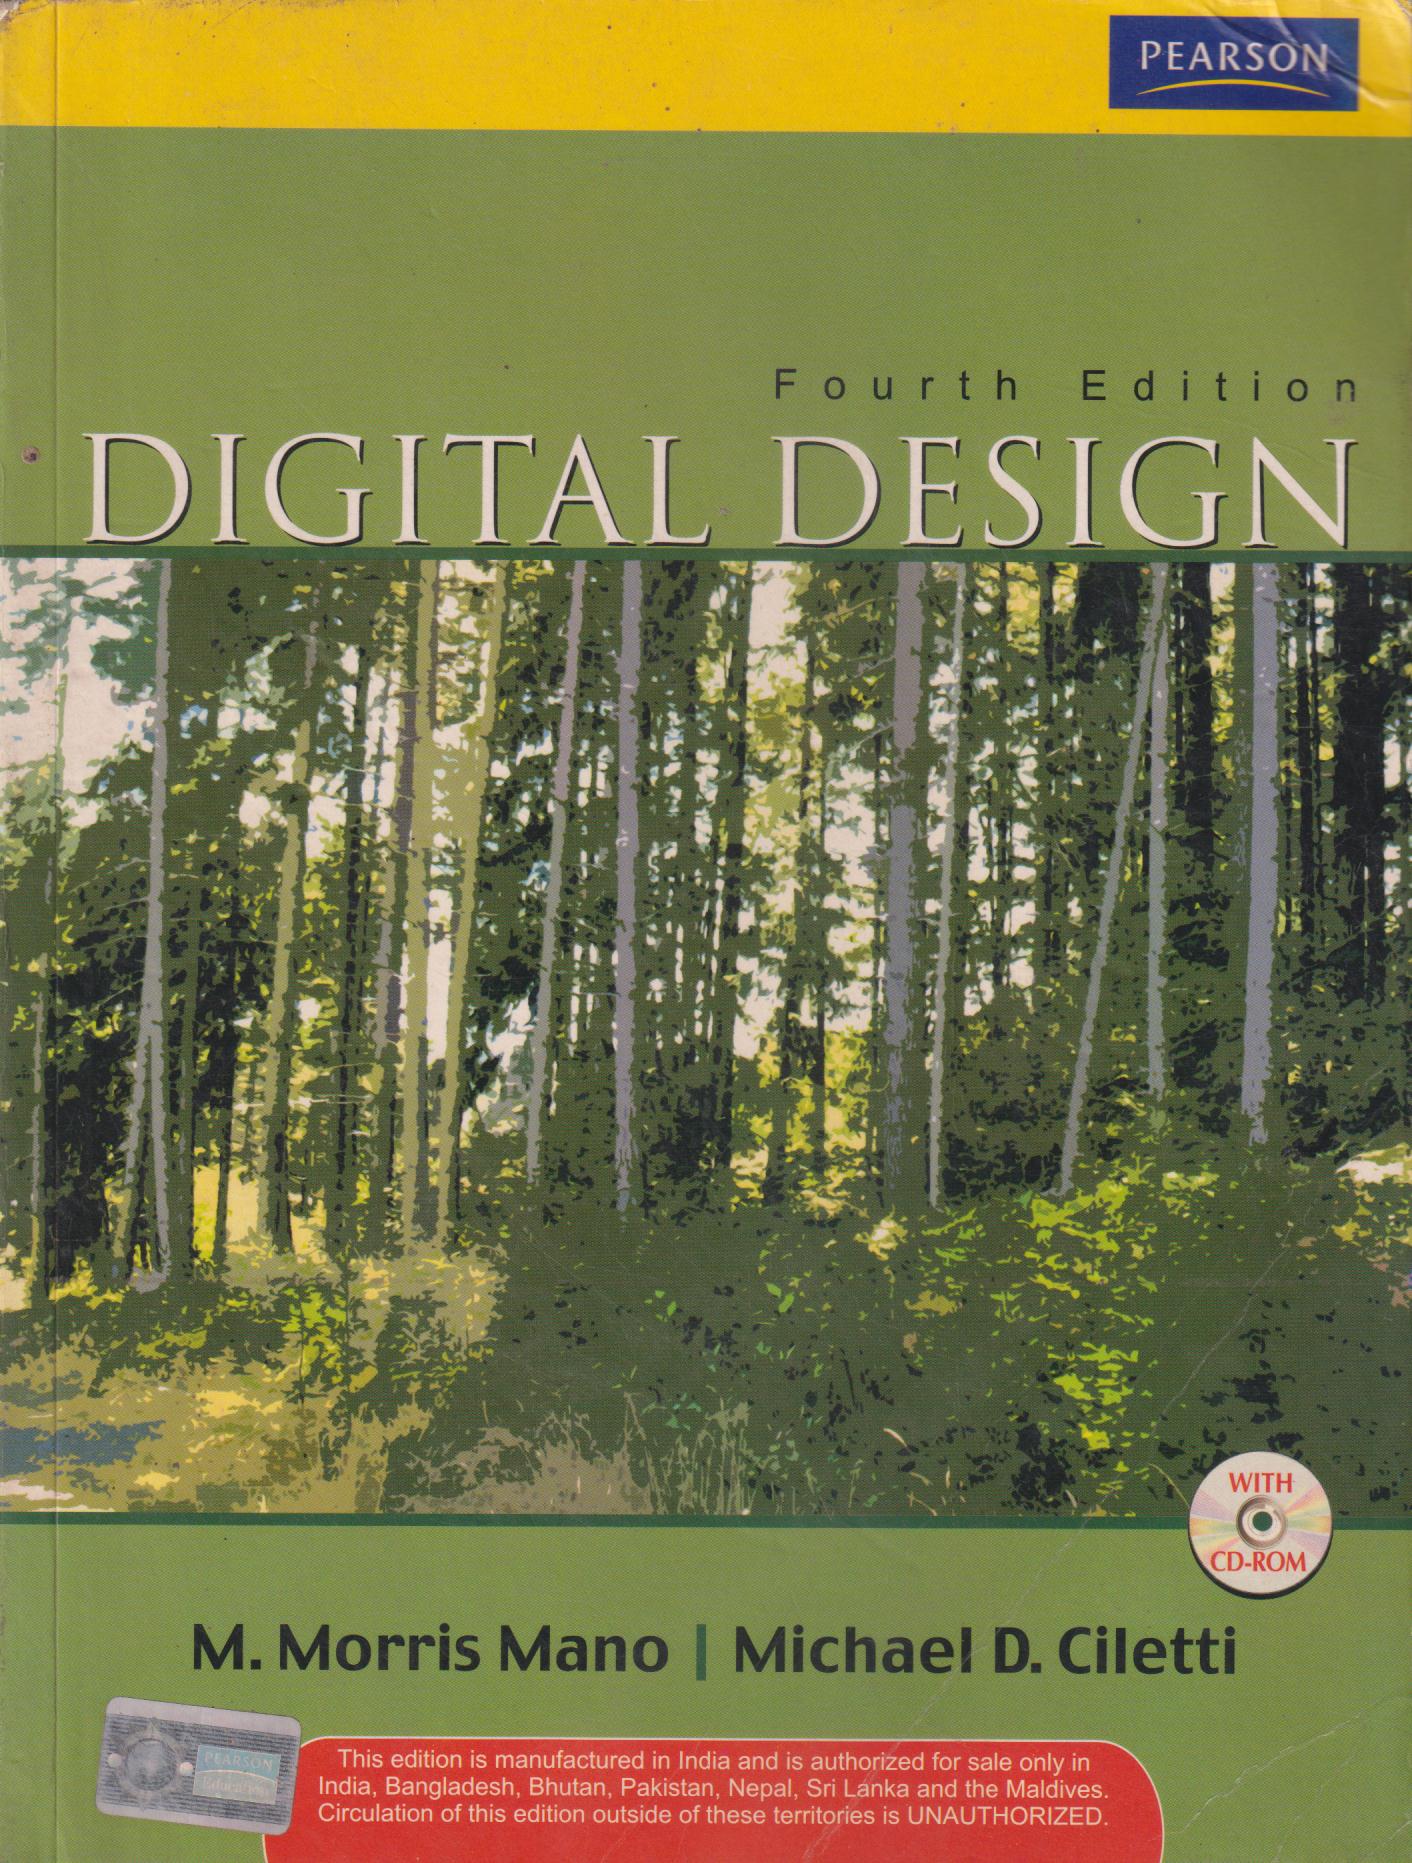 PEARSON
Fourth Edition
DIGITAL DESIGN
WITH
CD-ROM
M. Morris Mano | Michael D. Ciletti
PEARSON
Education
This edition is manufactured in India and is authorized for sale only in
India, Bangladesh, Bhutan, Pakistan, Nepal, Sri Lanka and the Maldives.
Circulation of this edition outside of these territories is UNAUTHORIZED.